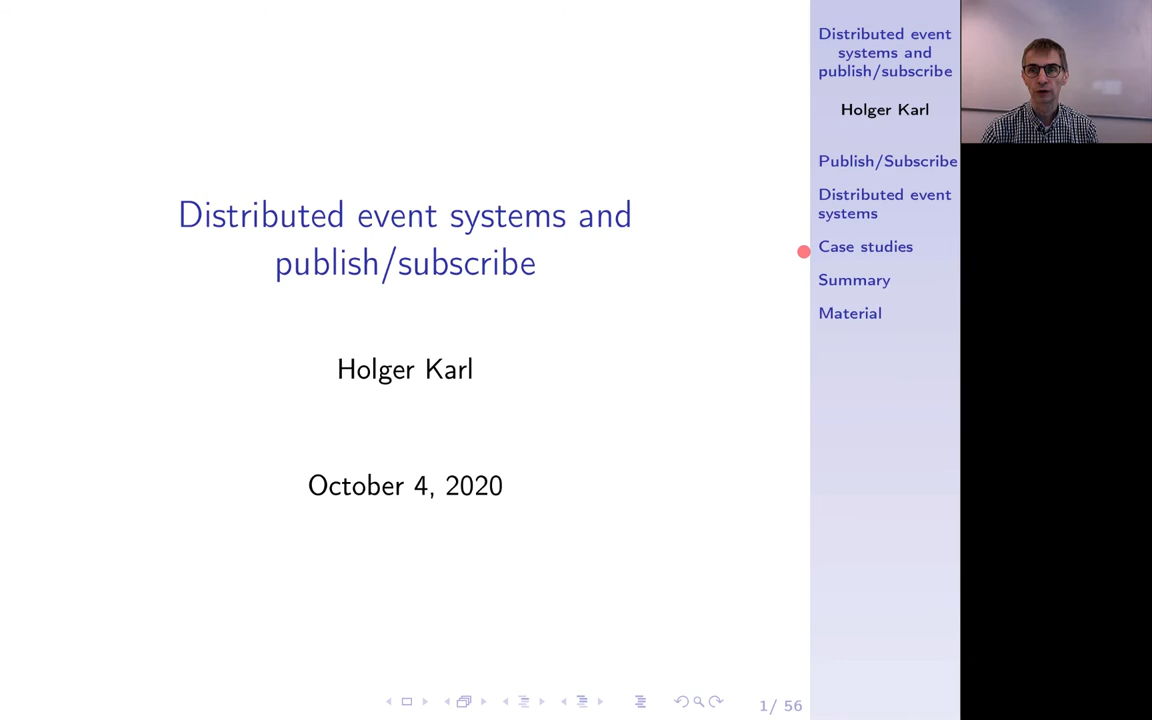 Distributed event systems and
publish/subscribe
Holger Karl
October 4, 2020
Distributed event
systems and
publish/subscribe
Holger Karl
Publish/Subscribe
Distributed event
systems
Case studies
Summary
Material
1/ 56